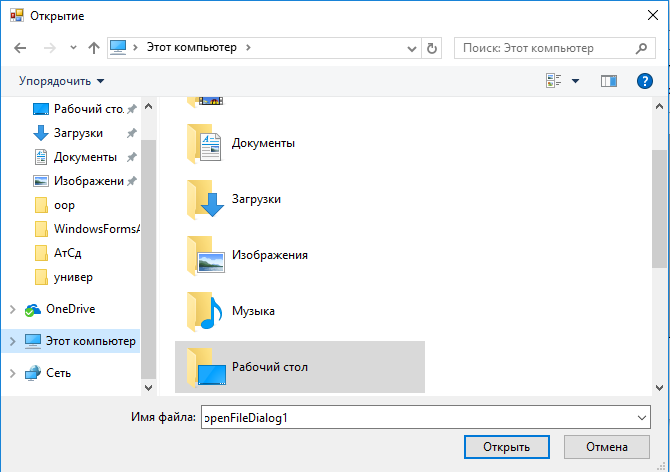 Открытие
Этот компьютер
Поиск: Этот компьютер
Упорядочить
Рабочий стол
Загрузки
Документы
Изображени
оор
WindowsFormsA
АтСд
универ
OneDrive
Этот компьютер
Сеть
Документы
Загрузки
Изображения
Музыка
Рабочий стол
Имя файла:
openFileDialog1
Открыть
Отмена